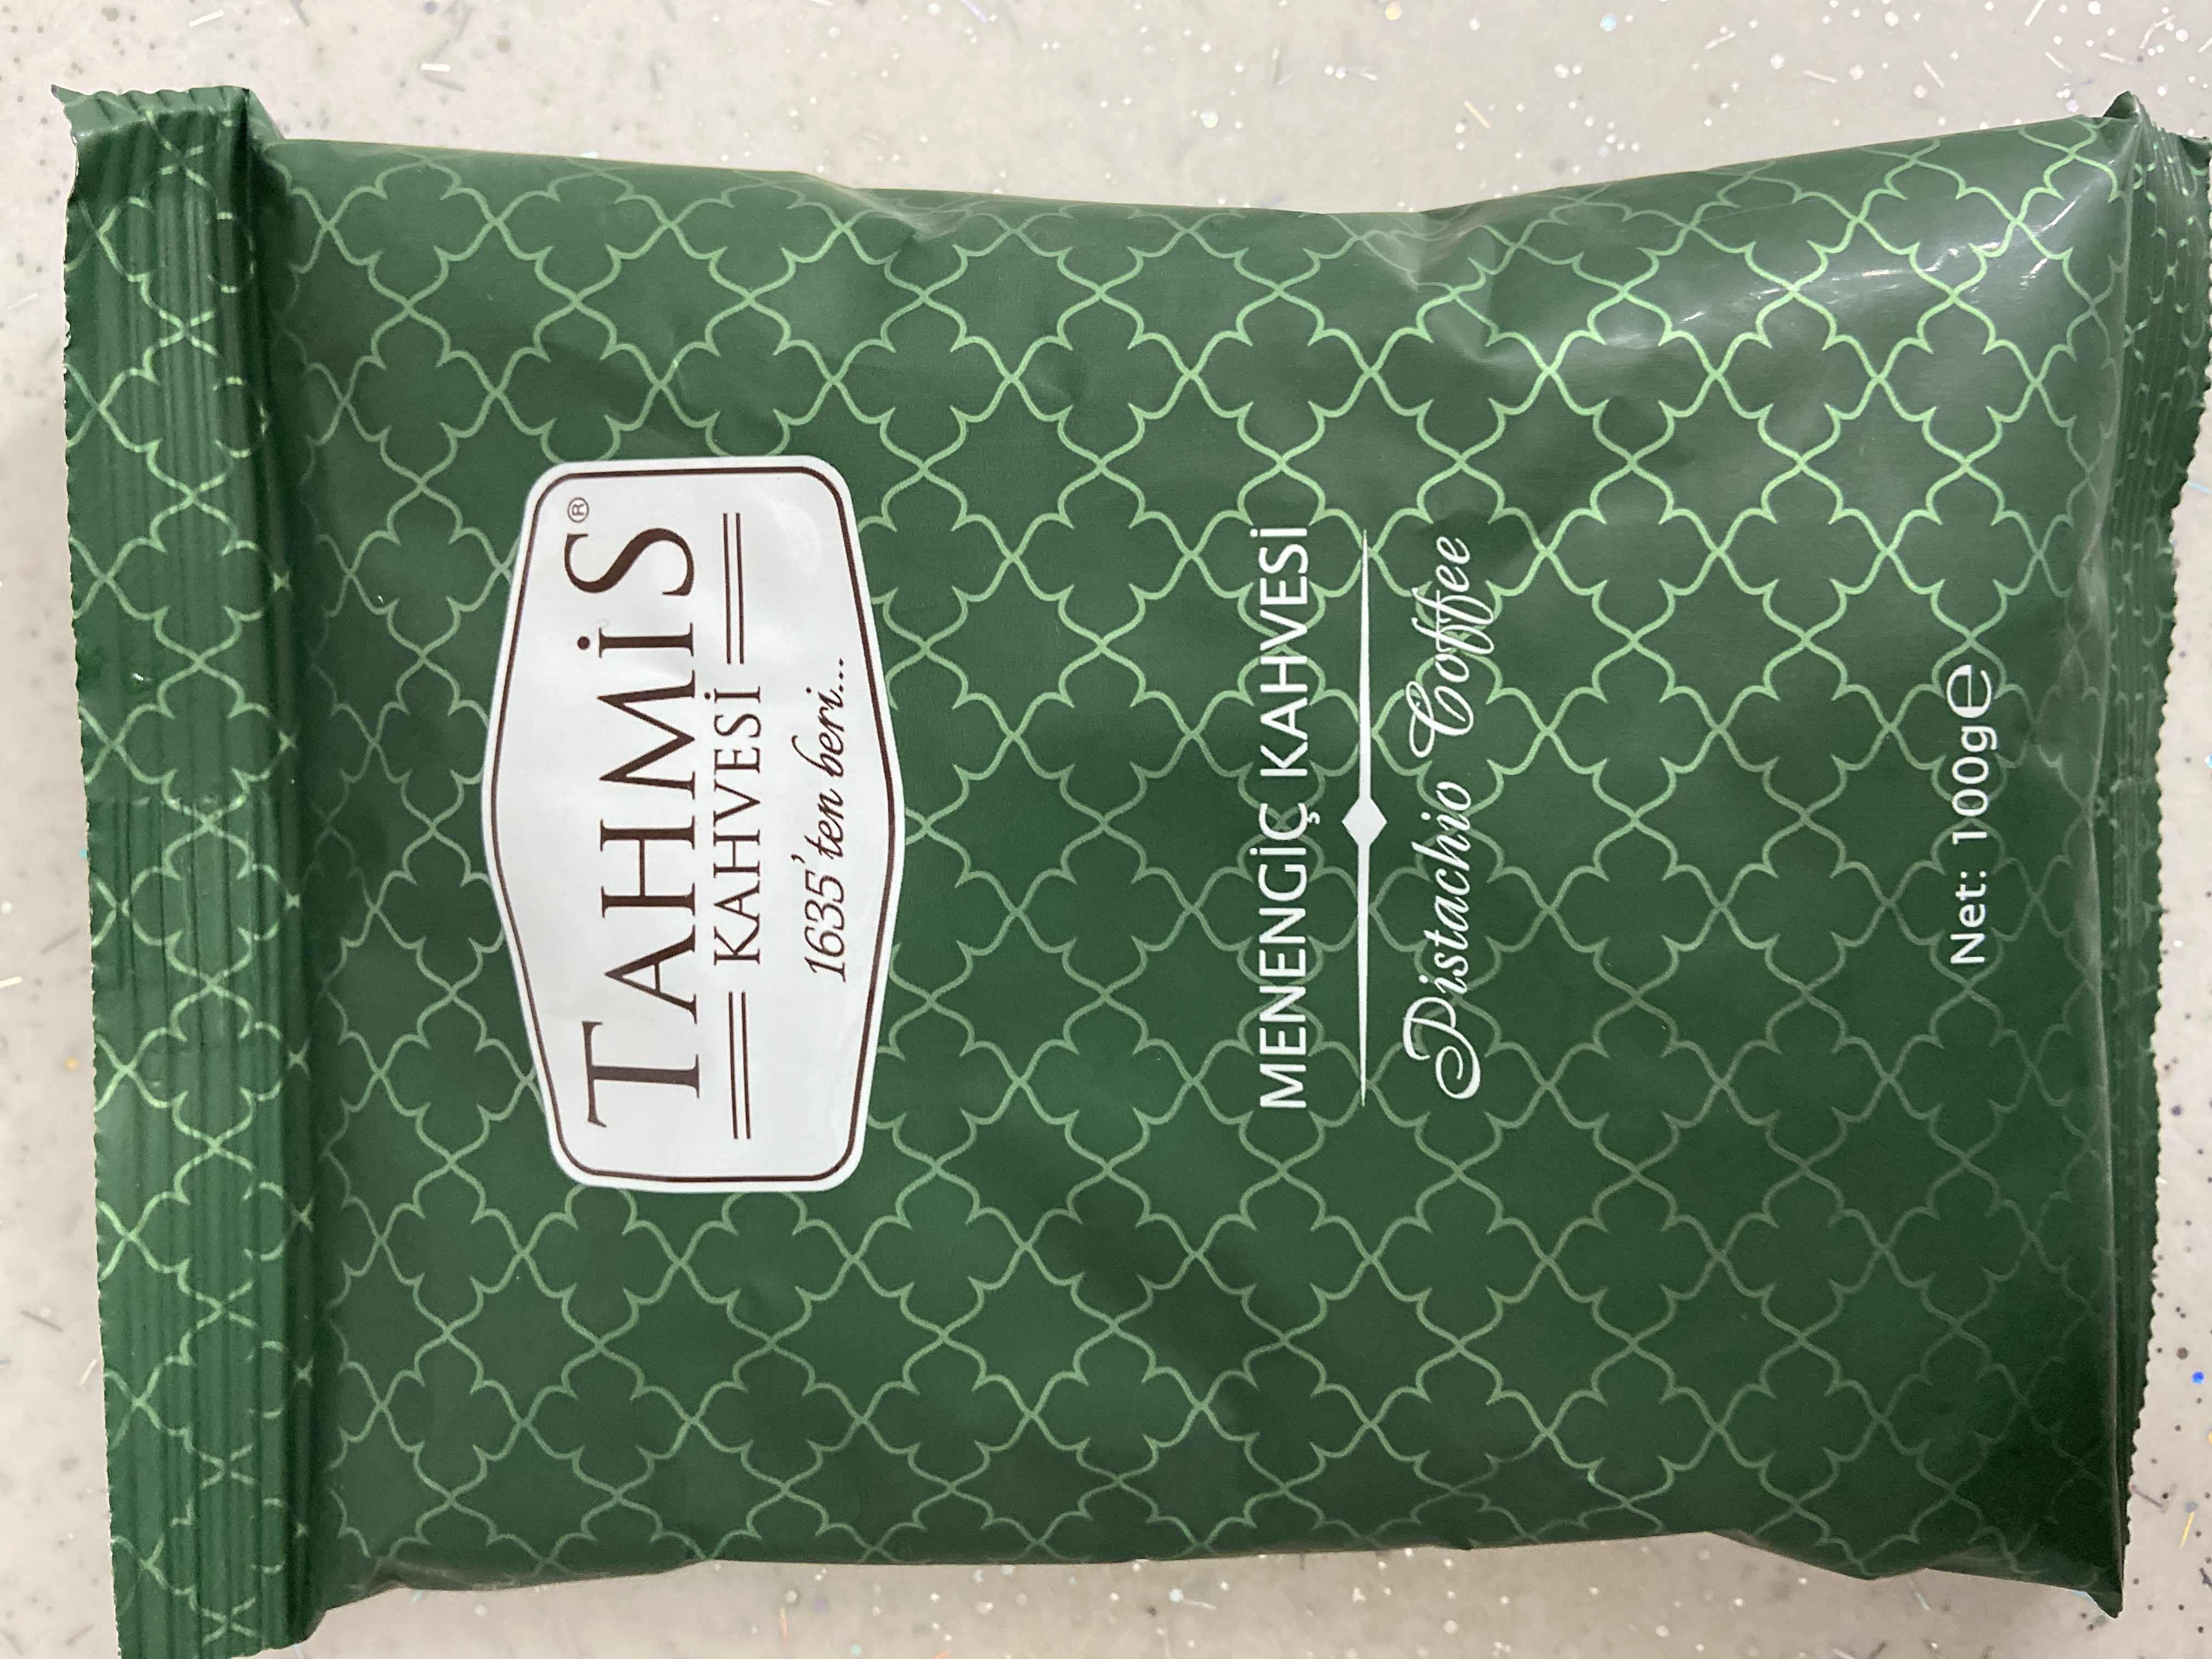 TAHMİS®
KAHVESİ
1635'ten beri...
MENENGİÇ KAHVESİ
Pistachio Coffee
Net: 100g℮